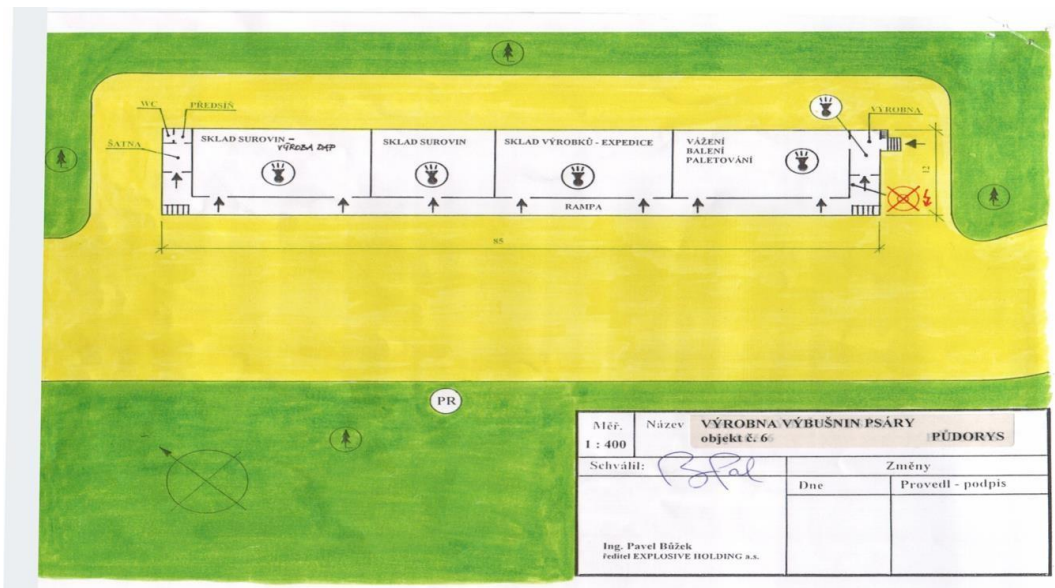 WC
PŘEDSÍŇ
ŠATNA
SKLAD SUROVIN –
VÝROBA DAP
SKLAD SUROVIN
SKLAD VÝROBKŮ - EXPEDICE
VÁŽENÍ
BALENÍ
PALETOVÁNÍ
VÝROBNA
12
RAMPA
85
PR
Měř.
1 : 400
Název
VÝROBNA VÝBUŠNIN PSÁRY
objekt č. 6
PŮDORYS
Schválil:
Změny
Dne
Provedl - podpis
Ing. Pavel Bůžek
ředitel EXPLOSIVE HOLDING a.s.